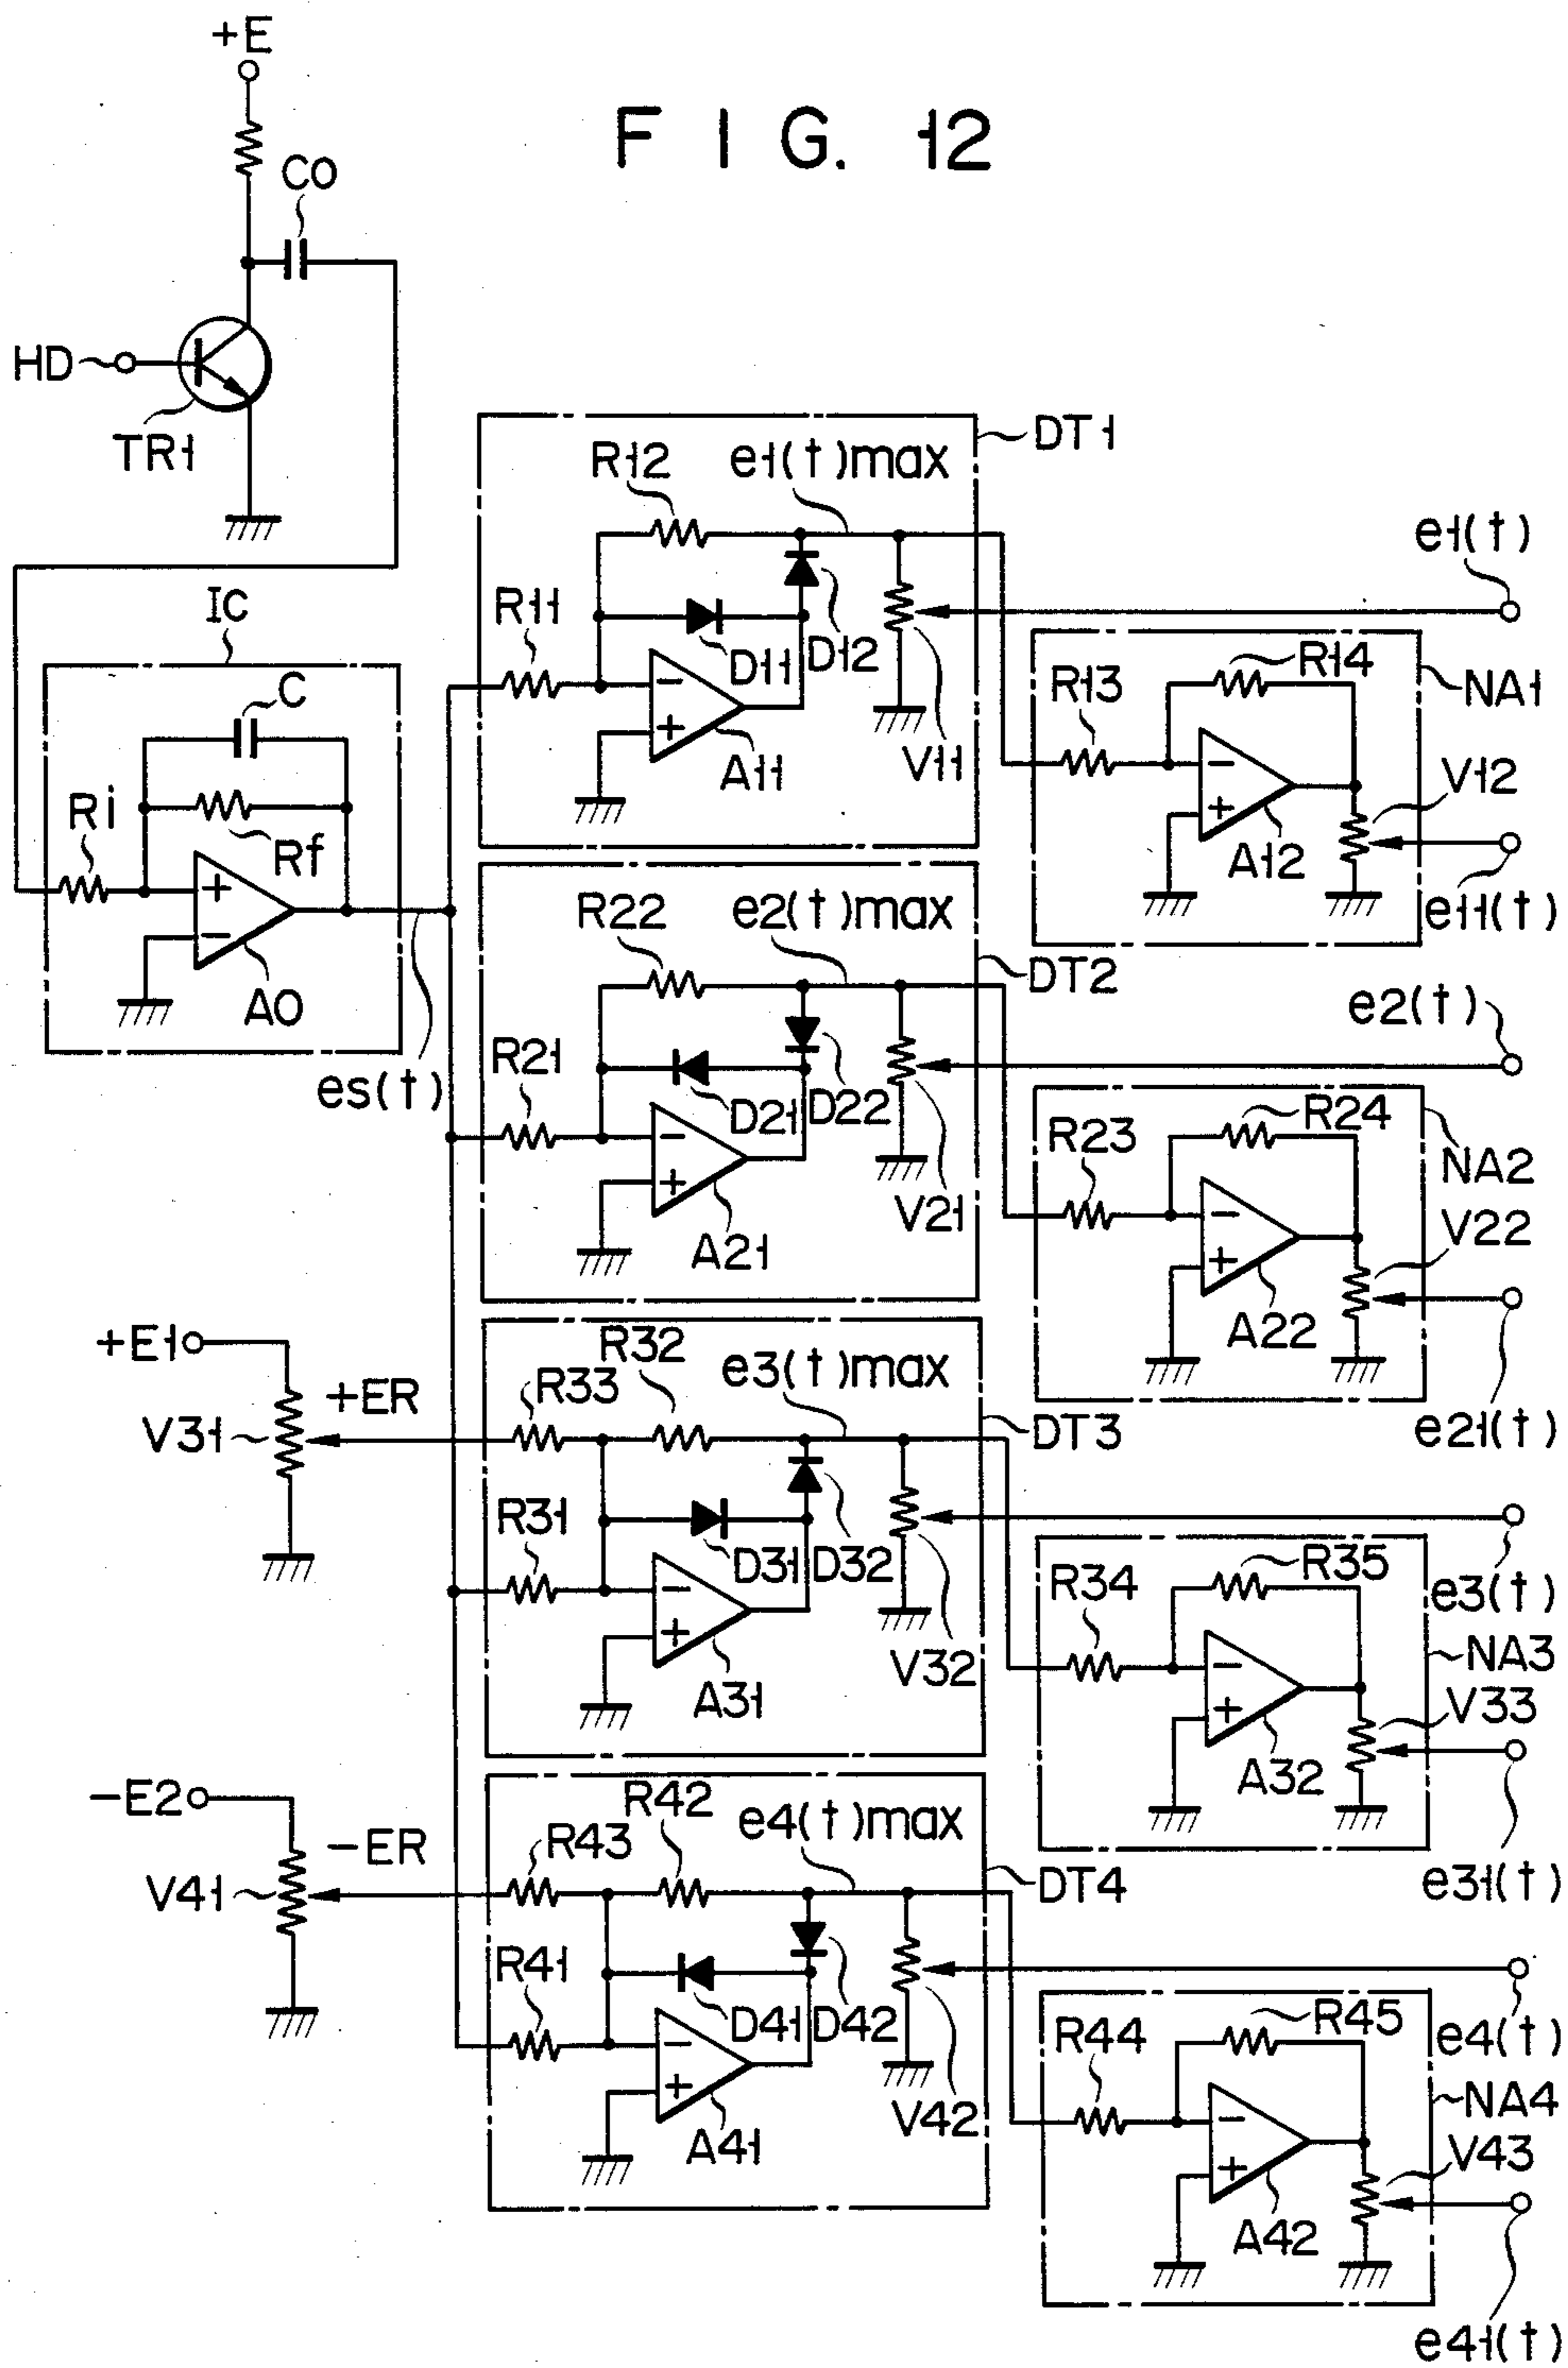 +E
F I G. 12
Co
HD
TR1
DT1
R12
e1(t)max
e1(t)
Ic
R11
D11
D12
R14
NA1
C
R13
A11
V11
V12
Ri
Rf
A12
e11(t)
R22
e2(t)max
DT2
A0
e2(t)
es(t)
R21
D21
D22
R24
R23
NA2
V21
V22
A21
A22
+E1
R32
e3(t)max
+ER
R33
V31
DT3
e21(t)
R31
D31
D32
R35
R34
e3(t)
V32
NA3
A31
V33
A32
-E2
R42
e4(t)max
-ER
R43
V41
DT4
e31(t)
R41
D41
D42
R45
R44
e4(t)
V42
NA4
A41
V43
A42
e41(t)